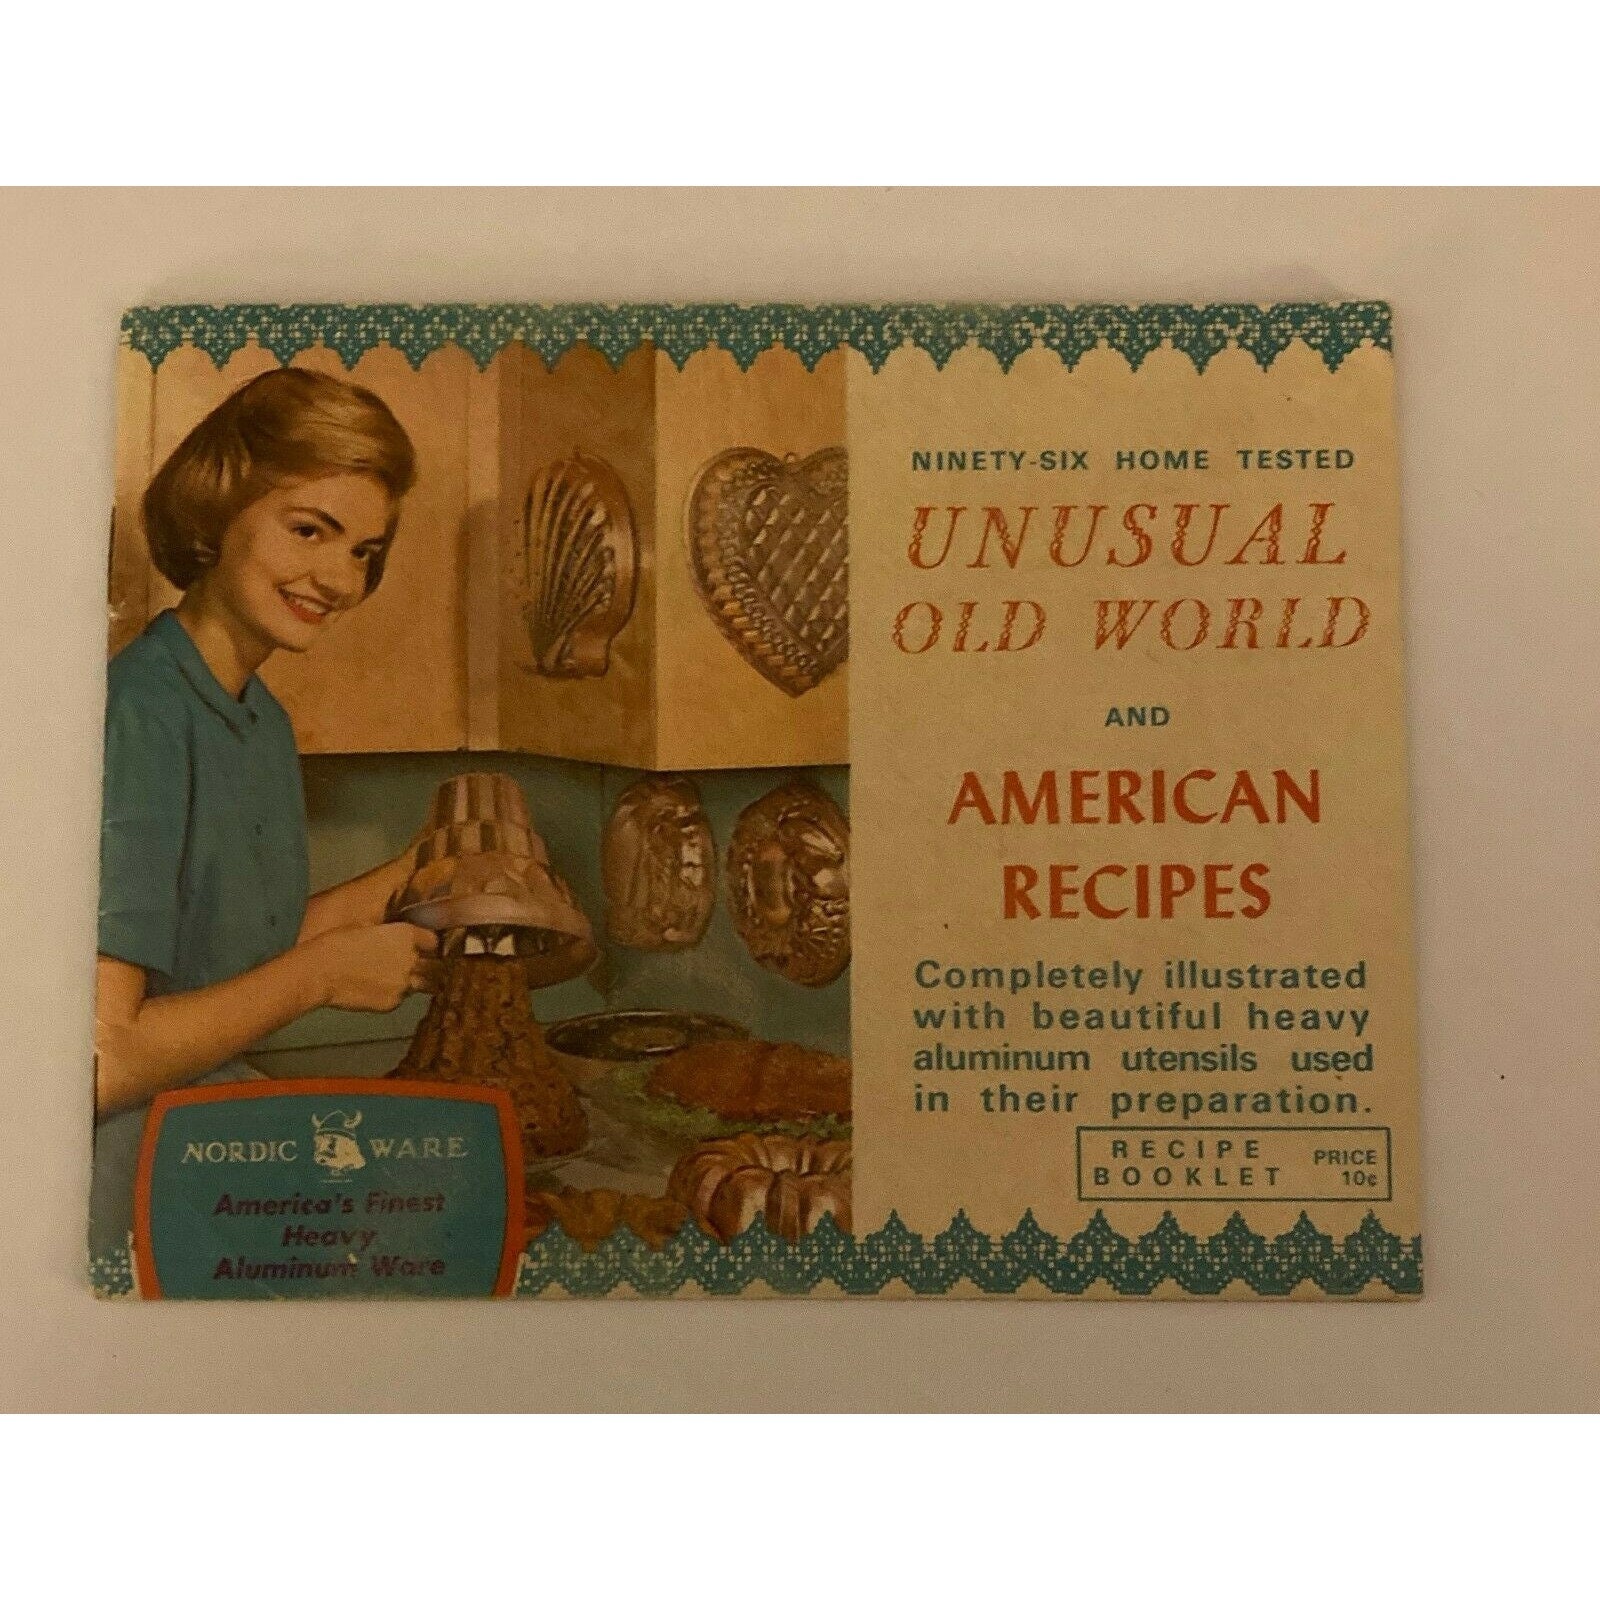 NINETY-SIX HOME TESTED
UNUSUAL
OLD WORLD
AND
AMERICAN
RECIPES
Completely illustrated
with beautiful heavy
aluminum utensils used
in their preparation.
RECIPE
BOOKLET
PRICE
10¢
NORDIC WARE
America's Finest
Heavy
Aluminum Ware